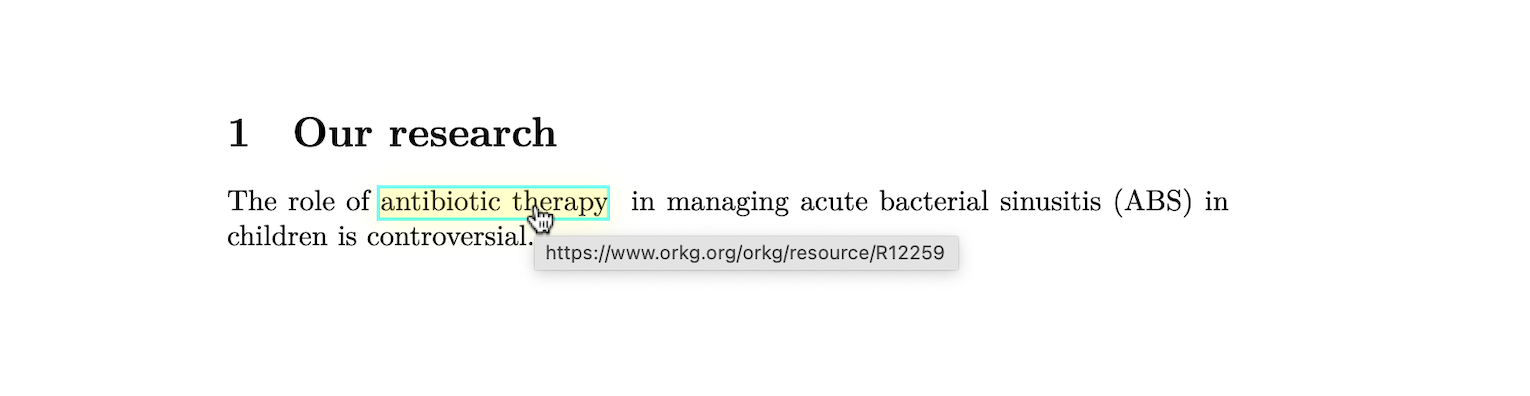 1 Our research
The role of antibiotic therapy in managing acute bacterial sinusitis (ABS) in
children is controversial.
https://www.orkg.org/orkg/resource/R12259